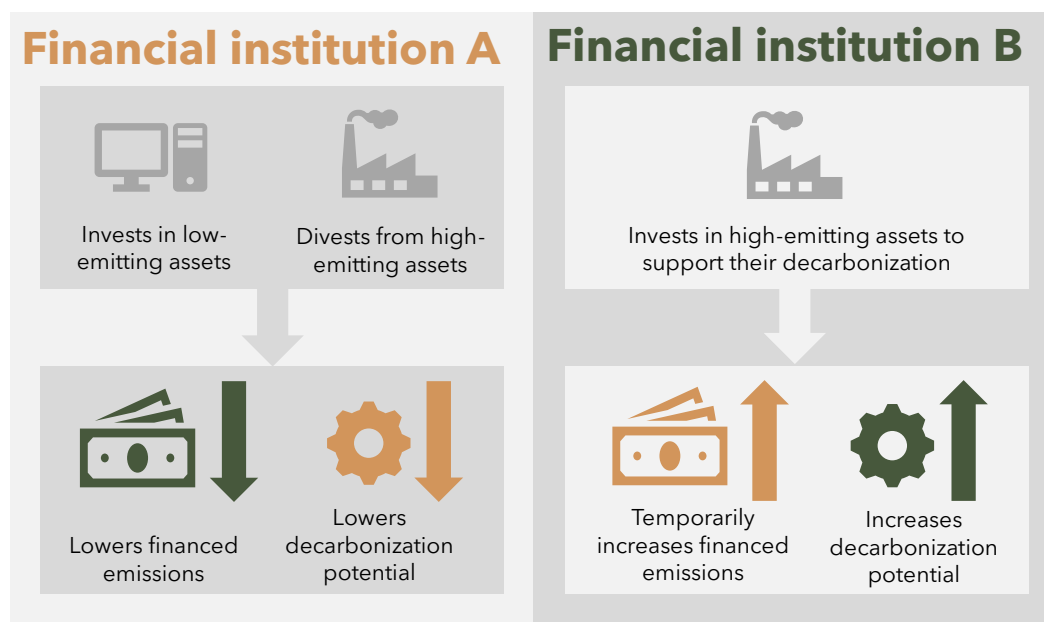 Financial institution A
Invests in low-
emitting assets
Divests from high-
emitting assets
Lowers financed
emissions
Lowers
decarbonization
potential
Financial institution B
Invests in high-emitting assets to
support their decarbonization
Temporarily
increases financed
emissions
Increases
decarbonization
potential